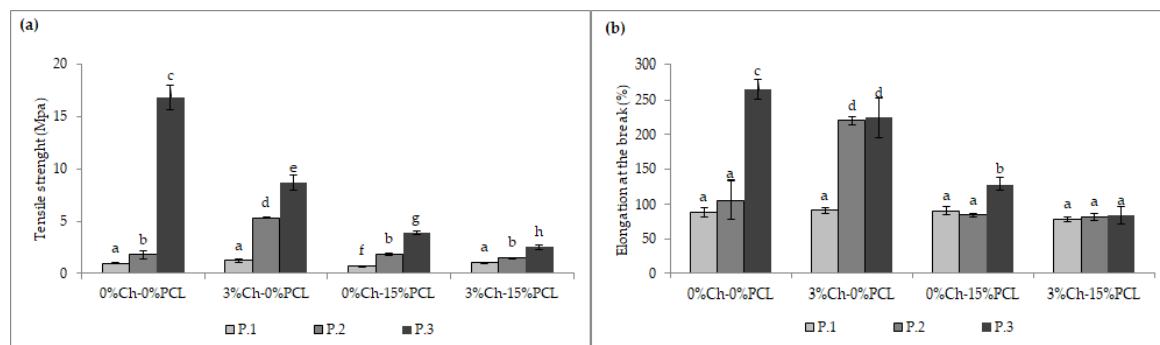 (a)
Tensile strenght (Mpa)
20
15
10
5
0
a b c
a d e
f b g
a b h
0%Ch-0%PCL 3%Ch-0%PCL 0%Ch-15%PCL 3%Ch-15%PCL
P.1 P.2 P.3
(b)
Elongation at the break (%)
300
250
200
150
100
50
0
a a c
a d d
a a b
a a a
0%Ch-0%PCL 3%Ch-0%PCL 0%Ch-15%PCL 3%Ch-15%PCL
P.1 P.2 P.3